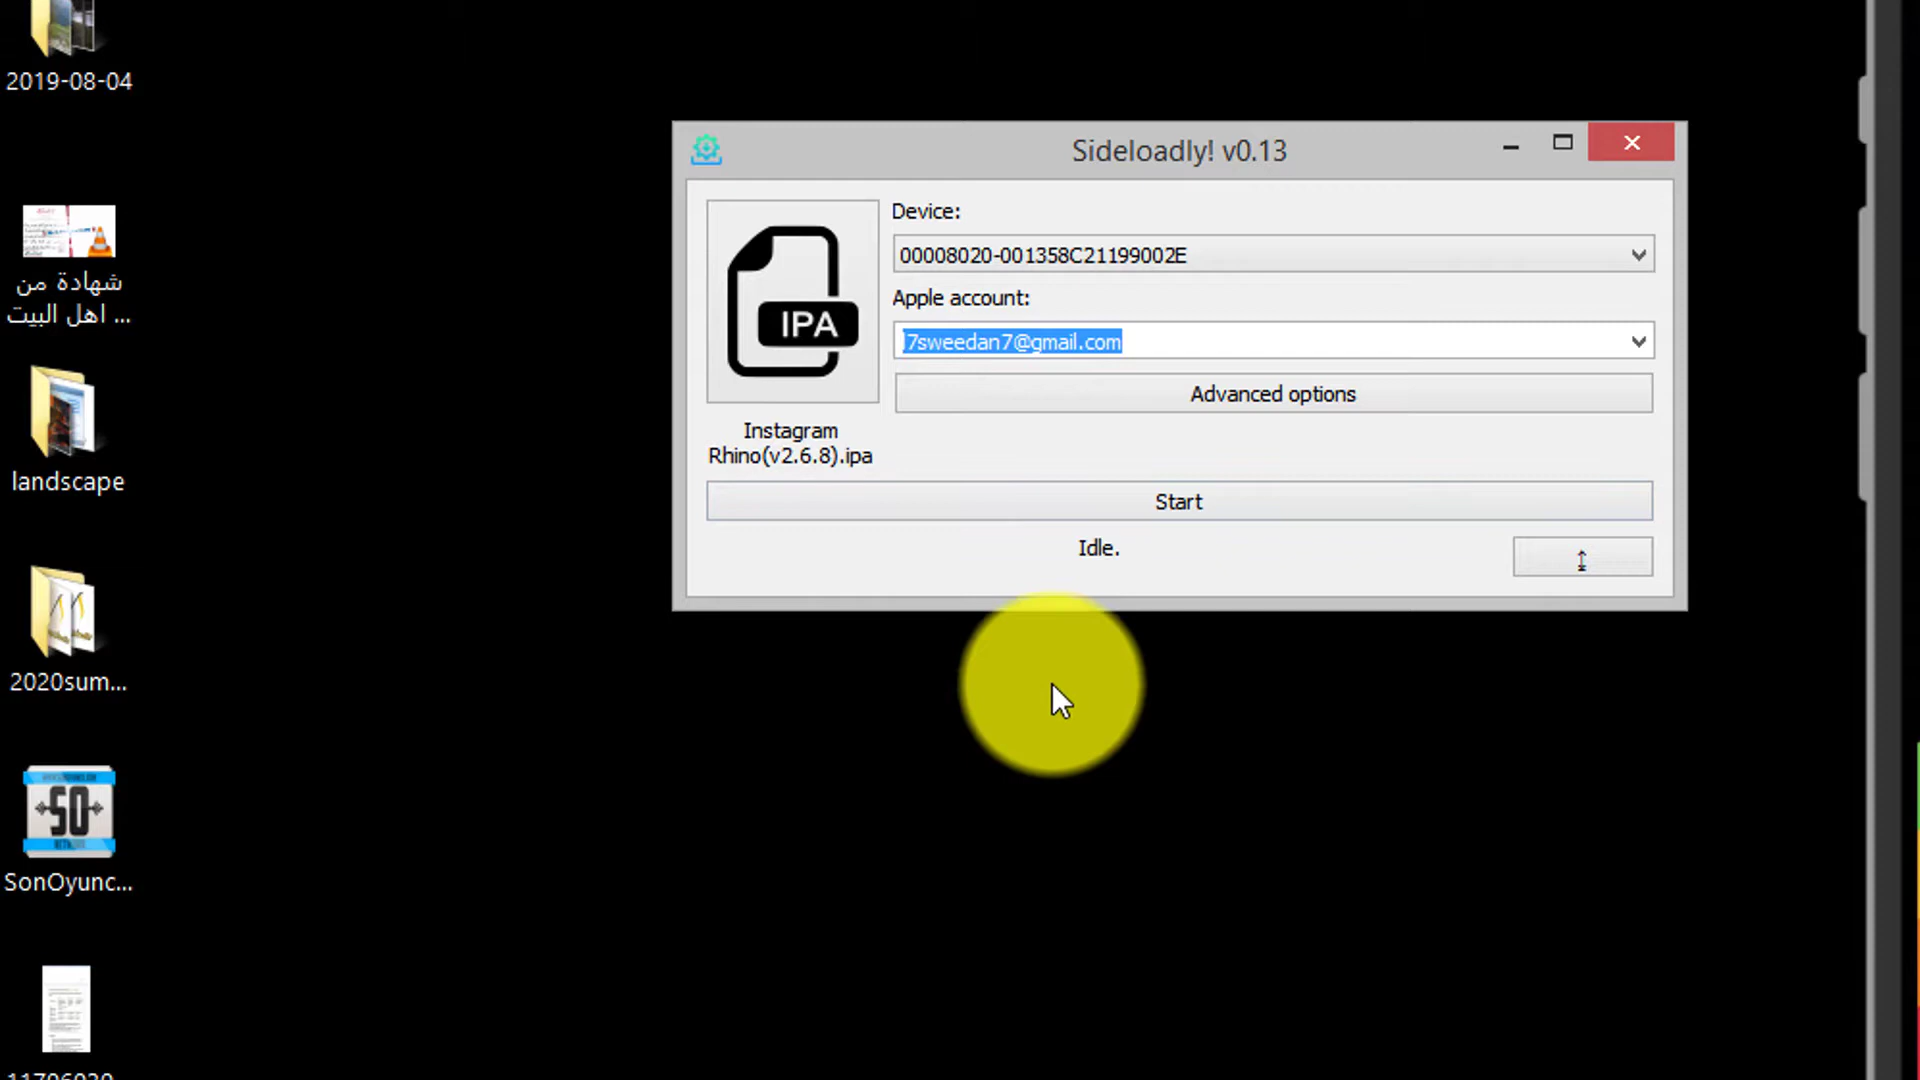 2019-08-04
شهادة من
اهل البيت ...
landscape
2020sum...
SO
SonOyunc...
Sideloadly! v0.13
IPA
Instagram
Rhino(v2.6.8).ipa
Device:
00008020-001358C21199002E
Apple account:
7sweedan7@gmail.com
Advanced options
Start
Idle.